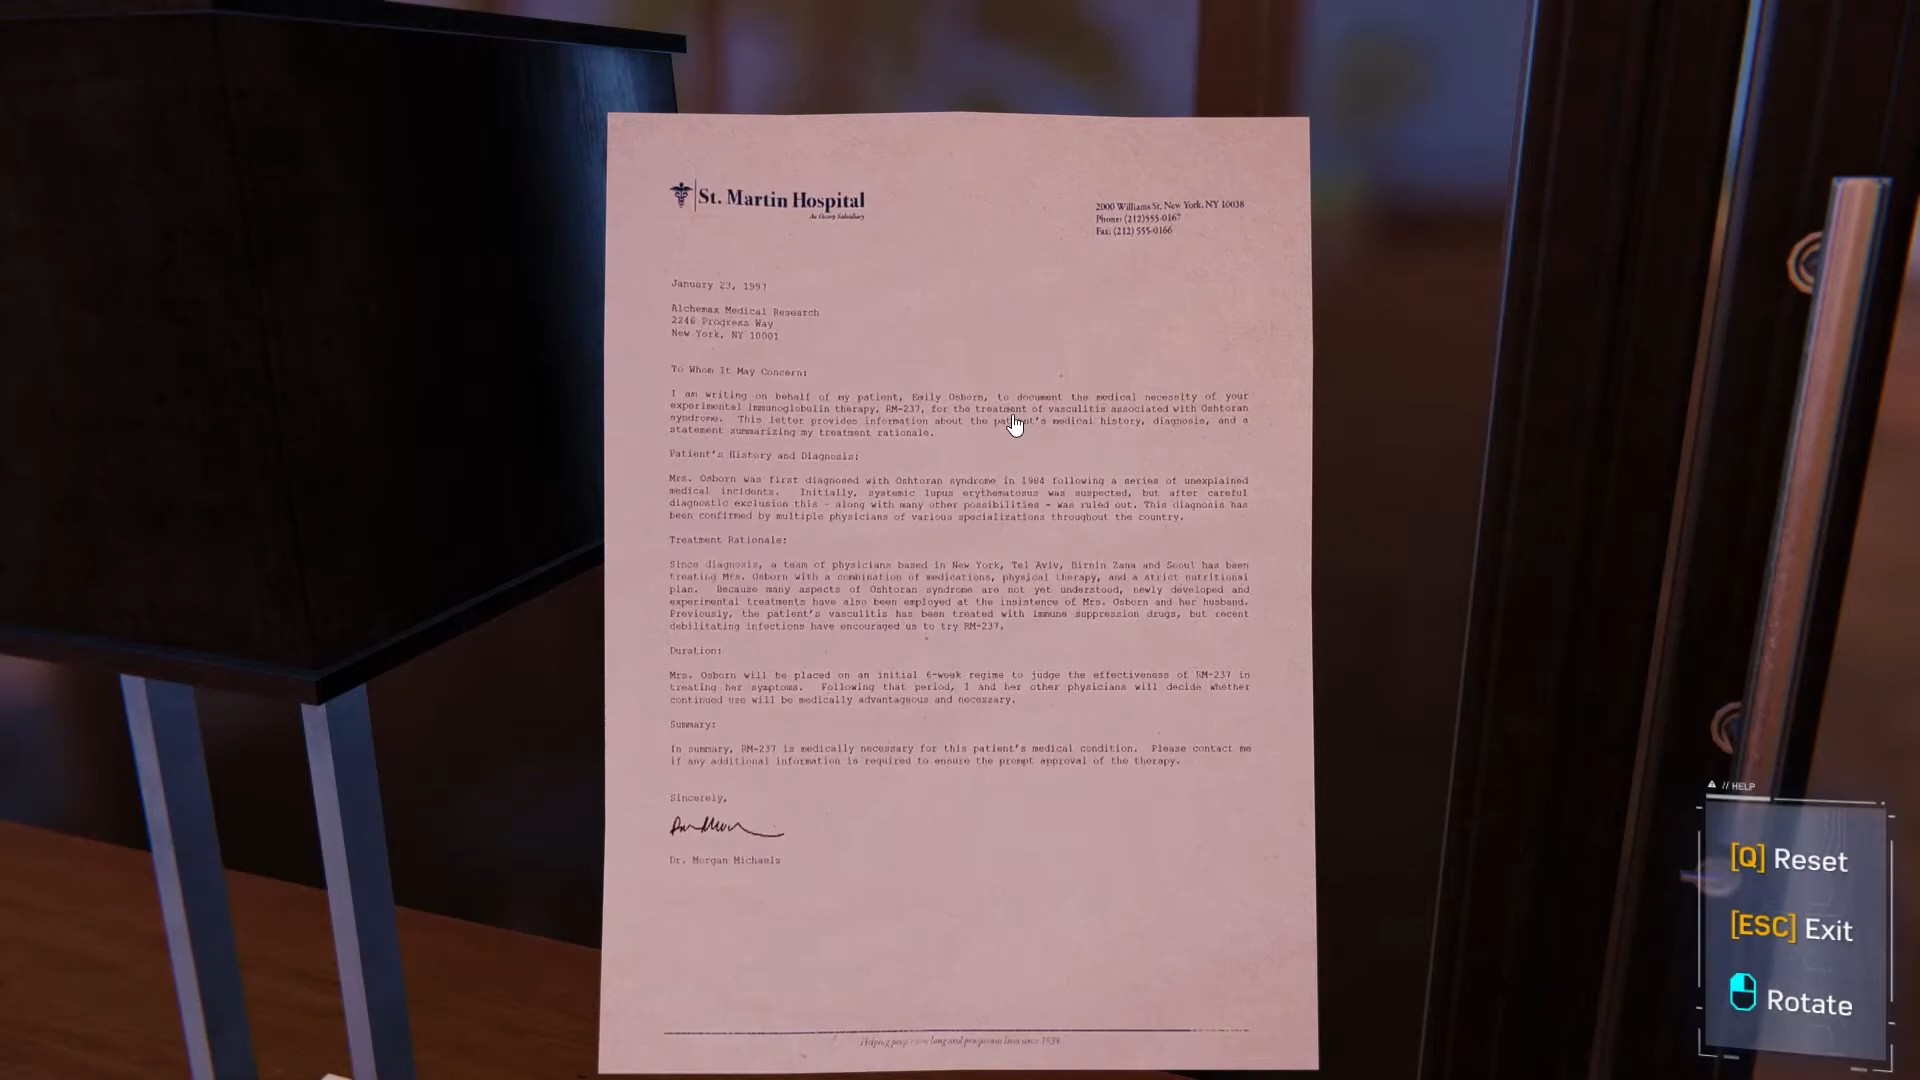 St. Martin Hospital
An Oscorp Subsidiary
2000 Williams St. New York, NY 10038
Phone: (212)555-0167
Fax: (212) 555-0166
January 23, 1997
Alchemax Medical Research
2246 Progress Way
New York, NY 10001
To Whom It May Concern:
I am writing on behalf of my patient, Emily Osborn, to document the medical necessity of your
experimental immunoglobulin therapy, RM-237, for the treatment of vasculitis associated with Oshtoran
syndrome. This letter provides information about the patient's medical history, diagnosis, and a
statement summarizing my treatment rationale.
Patient's History and Diagnosis:
Mrs. Osborn was first diagnosed with Oshtoran syndrome in 1984 following a series of unexplained
medical incidents. Initially, systemic lupus erythematosus was suspected, but after careful
diagnostic exclusion this - along with many other possibilities - was ruled out. This diagnosis has
been confirmed by multiple physicians of various specializations throughout the country.
Treatment Rationale:
Since diagnosis, a team of physicians based in New York, Tel Aviv, Birnin Zana and Seoul has been
treating Mrs. Osborn with a combination of medications, physical therapy, and a strict nutritional
plan. Because many aspects of Oshtoran syndrome are not yet understood, newly developed and
experimental treatments have also been employed at the insistence of Mrs. Osborn and her husband.
Previously, the patient's vasculitis has been treated with immune suppression drugs, but recent
debilitating infections have encouraged us to try RM-237.
Duration:
Mrs. Osborn will be placed on an initial 6-week regime to judge the effectiveness of RM-237 in
treating her symptoms. Following that period, I and her other physicians will decide whether
continued use will be medically advantageous and necessary.
Summary:
In summary, RM-237 is medically necessary for this patient's medical condition. Please contact me
if any additional information is required to ensure the prompt approval of the therapy.
Sincerely,
Dr. Morgan Michaels
long and prosperous lives since
// HELP
[Q] Reset
[ESC] Exit
Rotate